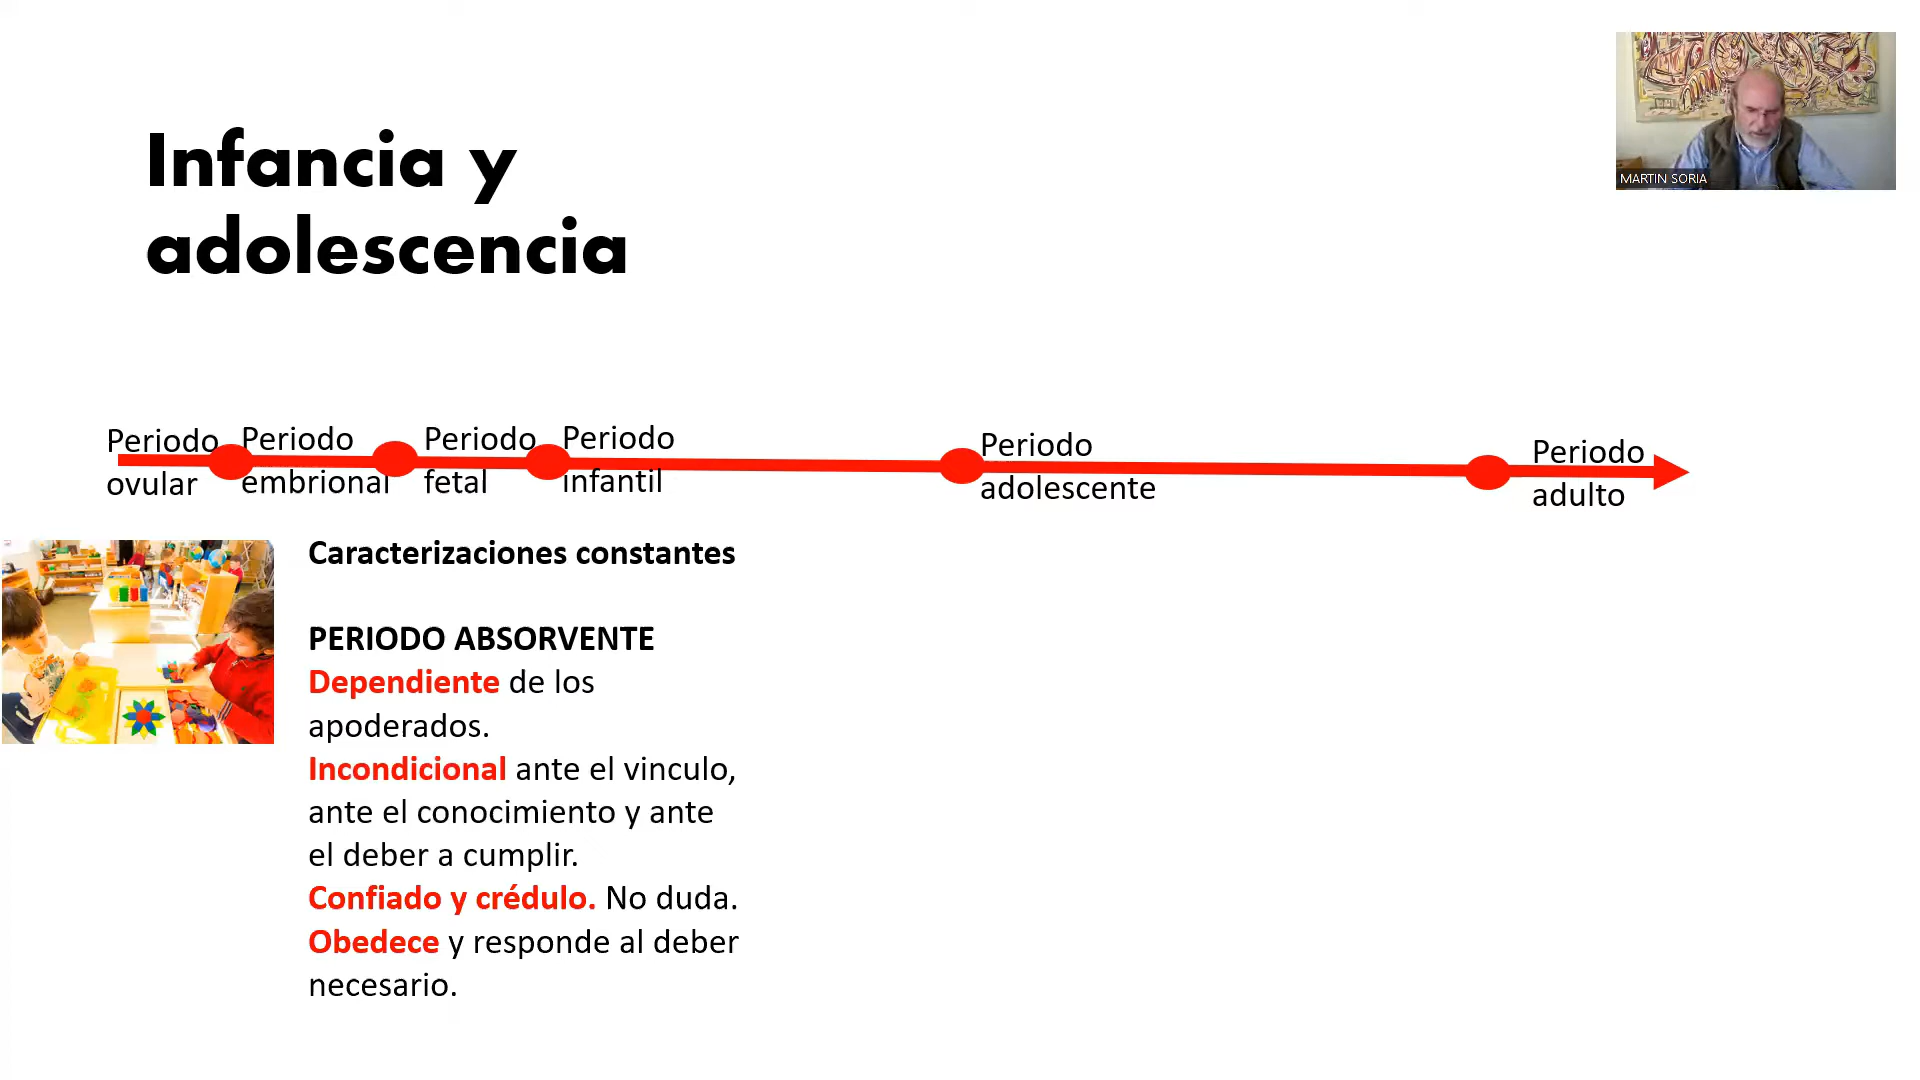 Infancia y
adolescencia
MARTIN SORIA
Periodo
ovular
Periodo
embrional
Periodo
fetal
Periodo
infantil
Periodo
adolescente
Periodo
adulto
Caracterizaciones constantes
PERIODO ABSORVENTE
Dependiente de los
apoderados.
Incondicional ante el vinculo,
ante el conocimiento y ante
el deber a cumplir.
Confiado y crédulo. No duda.
Obedece y responde al deber
necesario.